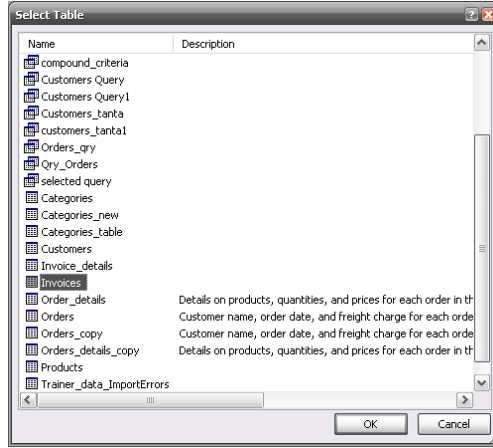 Select Table
Name Description
compound_criteria
Customers Query
Customers Query1
Customers_tanta
customers_tanta1
Orders_qry
Qry_Orders
selected query
Categories
Categories_new
Categories_table
Customers
Invoice_details
Invoices
Order_details Details on products, quantities, and prices for each order in th
Orders Customer name, order date, and freight charge for each orde
Orders_copy Customer name, order date, and freight charge for each orde
Orders_details_copy Details on products, quantities, and prices for each order in th
Products
Trainer_data_ImportErrors
OK Cancel